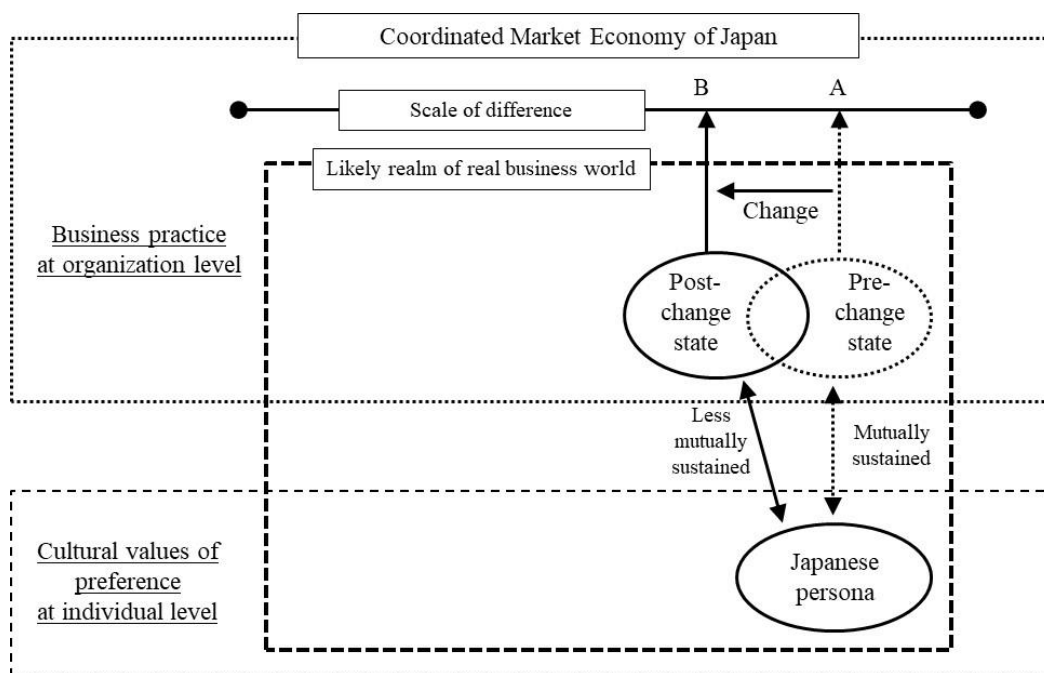 Coordinated Market Economy of Japan
B
A
Scale of difference
Likely realm of real business world
Change
Business practice
at organization level
Post-
change
state
Pre-
change
state
Less
mutually
sustained
Mutually
sustained
Cultural values of
preference
at individual level
Japanese
persona